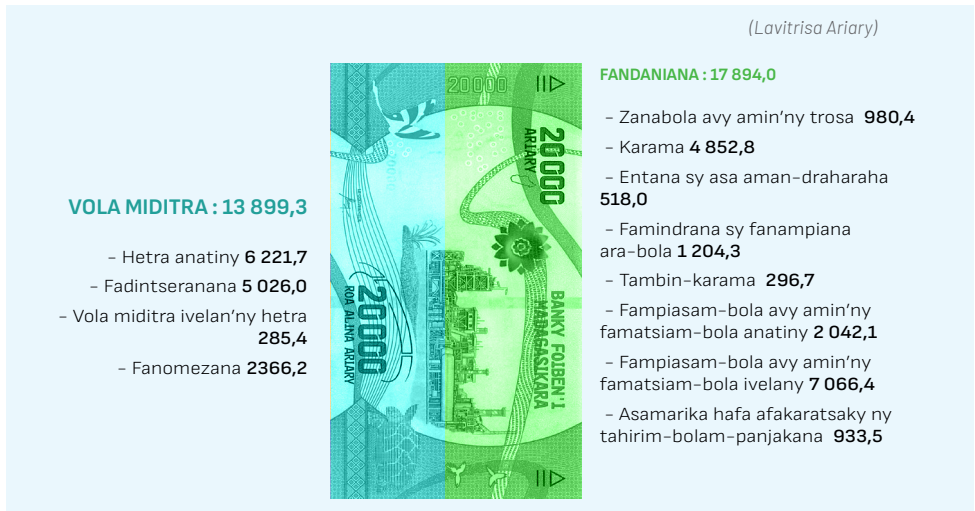 (Lavitrisa Ariary)
VOLA MIDITRA : 13 899,3
- Hetra anatiny 6 221,7
- Fadintseranana 5 026,0
- Vola miditra ivelan’ny hetra
285,4
- Fanomezana 2366,2
20000
20000
ARIARY
BANKY FOIBEN'I
MADAGASIKARA
20000
ROA ALINA ARIARY
FANDANIANA : 17 894,0
- Zanabola avy amin’ny trosa 980,4
- Karama 4 852,8
- Entana sy asa aman-draharaha
518,0
- Famindrana sy fanampiana
ara-bola 1 204,3
- Tambin-karama 296,7
- Fampiasam-bola avy amin’ny
famatsiam-bola anatiny 2 042,1
- Fampiasam-bola avy amin’ny
famatsiam-bola ivelany 7 066,4
- Asamarika hafa afakaratsaky ny
tahirim-bolam-panjakana 933,5